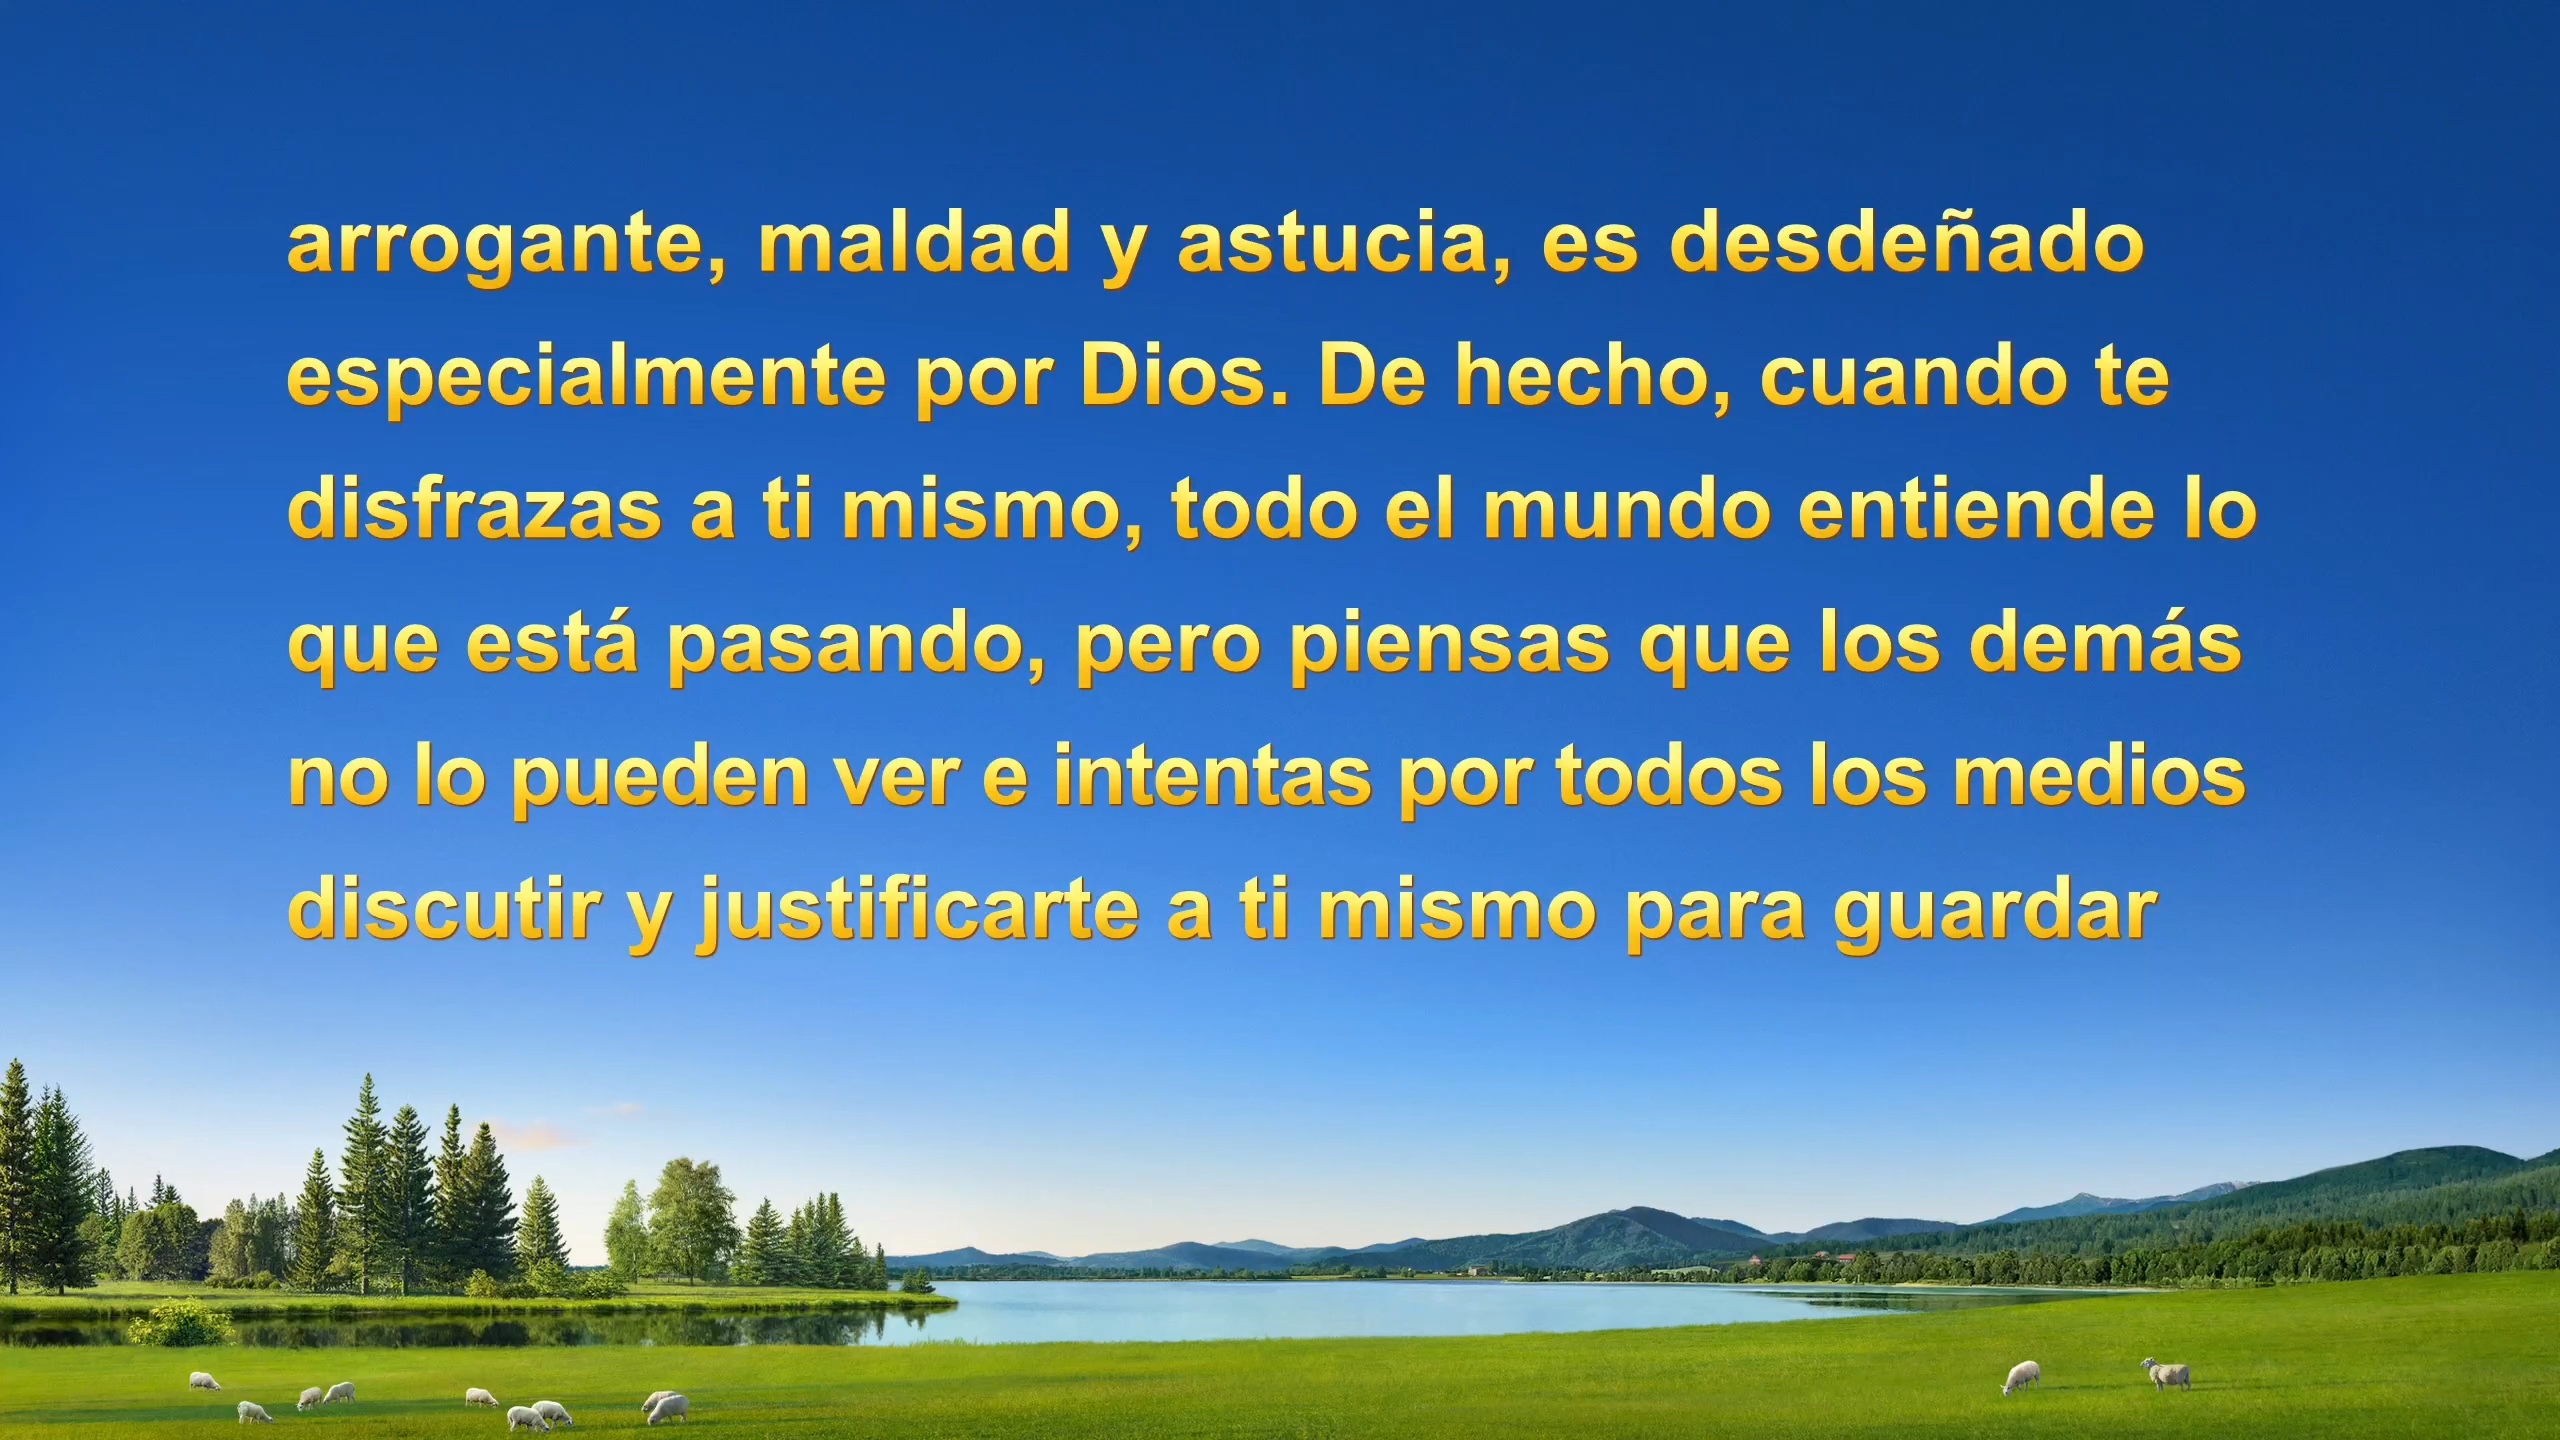 arrogante, maldad y astucia, es desdeñado
especialmente por Dios. De hecho, cuando te
disfrazas a ti mismo, todo el mundo entiende lo
que está pasando, pero piensas que los demás
no lo pueden ver e intentas por todos los medios
discutir y justificarte a ti mismo para guardar